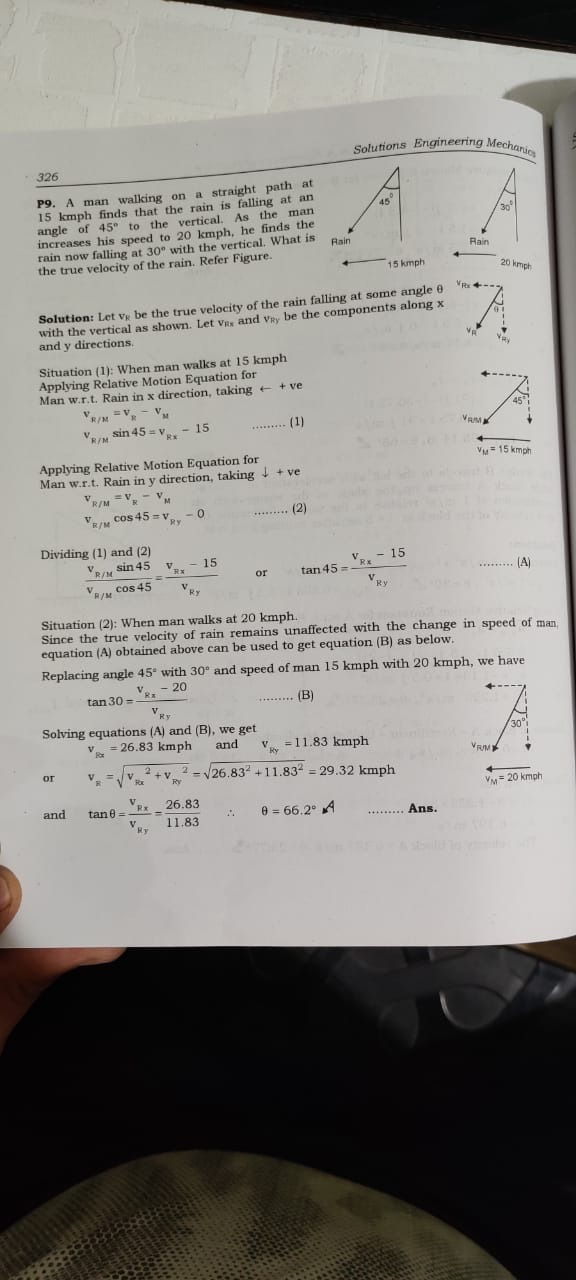 326
Solutions Engineering Mechanics
P9. A man walking on a straight path at
15 kmph finds that the rain is falling at an
angle of 45° to the vertical. As the man
increases his speed to 20 kmph, he finds the
rain now falling at 30° with the vertical. What is
the true velocity of the rain. Refer Figure.
45°
Rain
15 kmph
30°
Rain
20 kmph
Solution: Let vR be the true velocity of the rain falling at some angle θ
with the vertical as shown. Let vRx and vRy be the components along x
and y directions.
vRx
θ
vR
vRy
Situation (1): When man walks at 15 kmph
Applying Relative Motion Equation for
Man w.r.t. Rain in x direction, taking ← + ve
vR/M = vR − vM
vR/M sin 45 = vRx − 15 ......... (1)
45°
vR/M
vM = 15 kmph
Applying Relative Motion Equation for
Man w.r.t. Rain in y direction, taking ↓ + ve
vR/M = vR − vM
vR/M cos 45 = vRy − 0 ......... (2)
Dividing (1) and (2)
vR/M sin 45 / vR/M cos 45 = vRx − 15 / vRy or tan 45 = vRx − 15 / vRy ......... (A)
Situation (2): When man walks at 20 kmph.
Since the true velocity of rain remains unaffected with the change in speed of man,
equation (A) obtained above can be used to get equation (B) as below.
Replacing angle 45° with 30° and speed of man 15 kmph with 20 kmph, we have
tan 30 = vRx − 20 / vRy ......... (B)
30°
vR/M
vM = 20 kmph
Solving equations (A) and (B), we get
vRx = 26.83 kmph and vRy = 11.83 kmph
or vR = √vRx² + vRy² = √26.83² + 11.83² = 29.32 kmph
and tan θ = vRx / vRy = 26.83 / 11.83 ∴ θ = 66.2° ......... Ans.